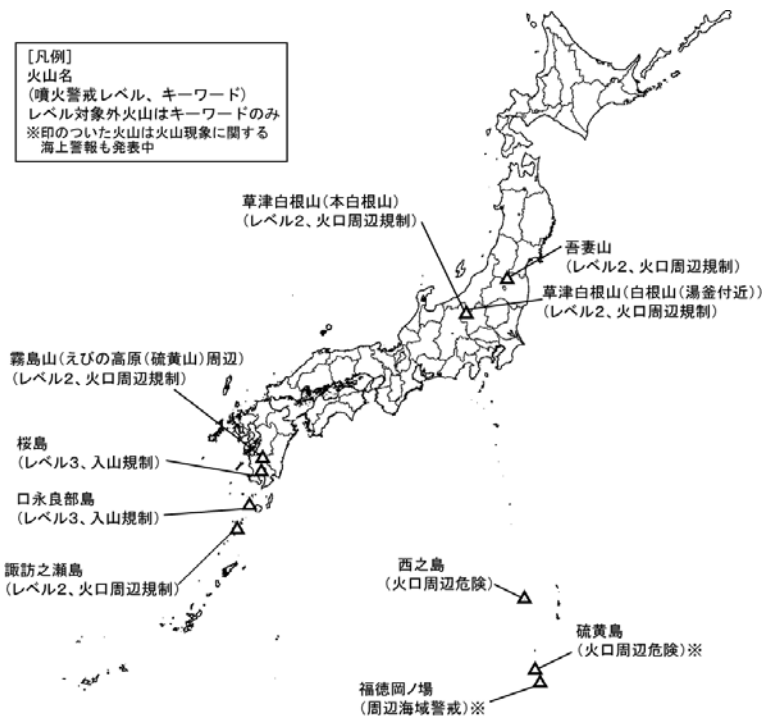 [凡例]
火山名
(噴火警戒レベル、キーワード)
レベル対象外火山はキーワードのみ
※印のついた火山は火山現象に関する
海上警報も発表中
草津白根山(本白根山)
(レベル2、火口周辺規制)
吾妻山
(レベル2、火口周辺規制)
草津白根山(白根山(湯釜付近))
(レベル2、火口周辺規制)
霧島山(えびの高原(硫黄山)周辺)
(レベル2、火口周辺規制)
桜島
(レベル3、入山規制)
口永良部島
(レベル3、入山規制)
諏訪之瀬島
(レベル2、火口周辺規制)
西之島
(火口周辺危険)
硫黄島
(火口周辺危険)※
福徳岡ノ場
(周辺海域警戒)※